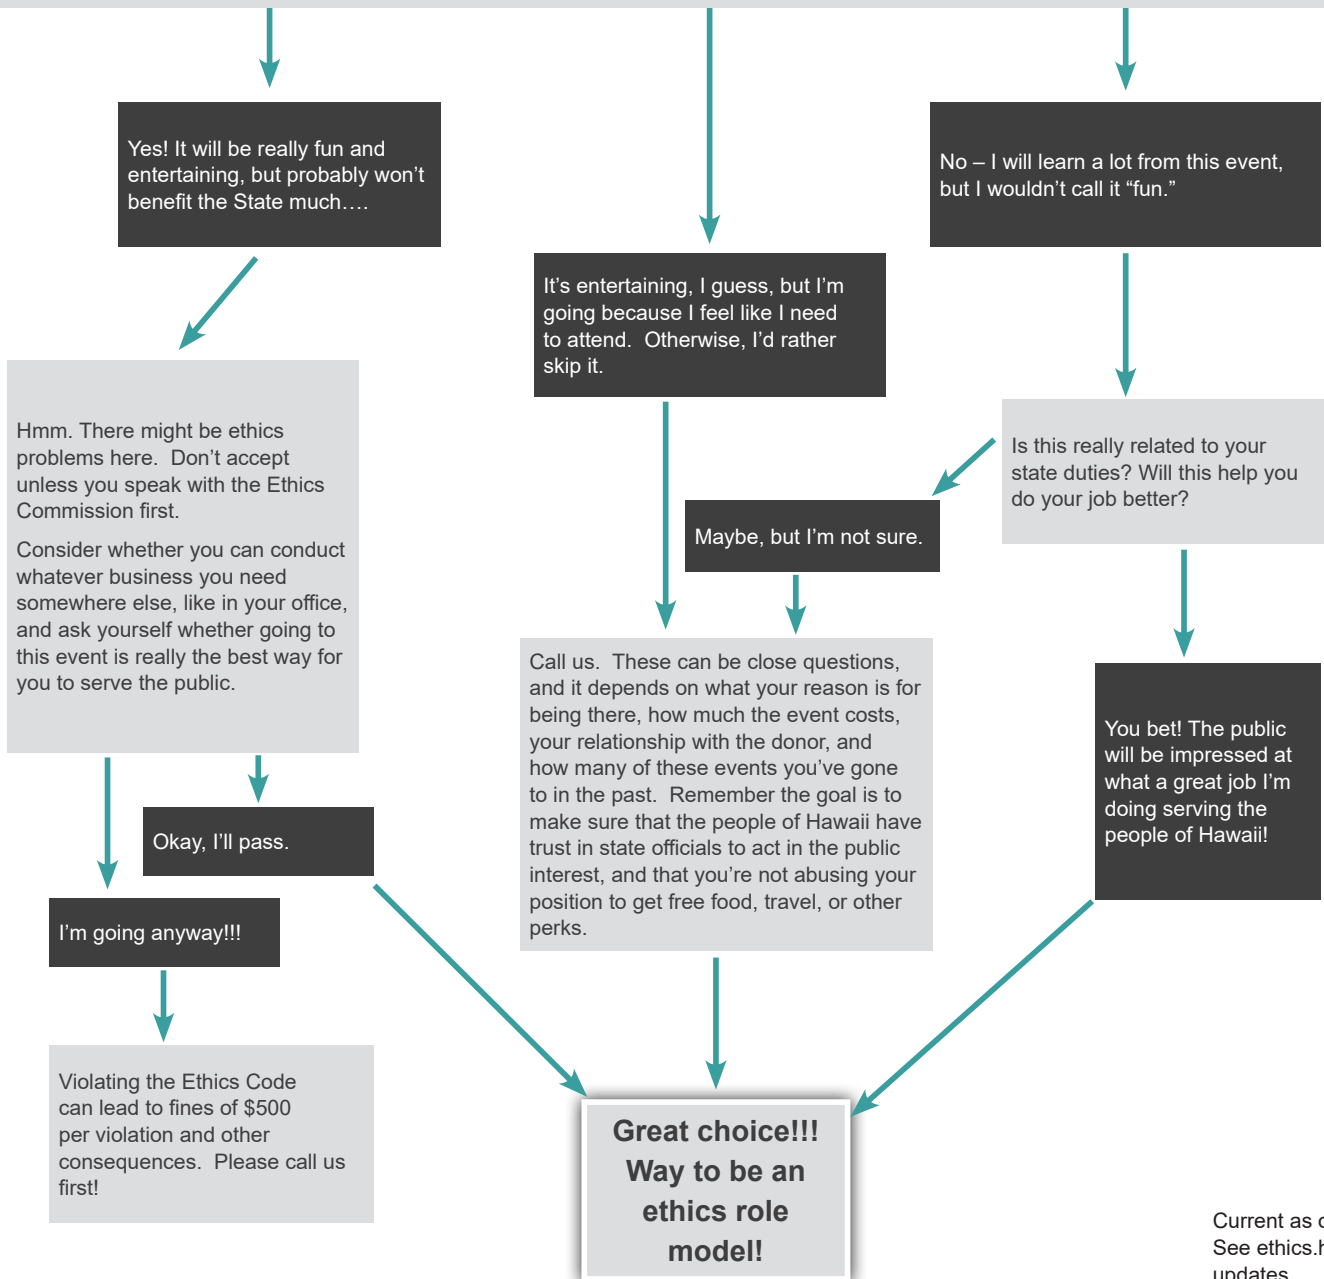 Yes! It will be really fun and
entertaining, but probably won't
benefit the State much….
No – I will learn a lot from this event,
but I wouldn't call it “fun.”
It's entertaining, I guess, but I'm
going because I feel like I need
to attend.  Otherwise, I'd rather
skip it.
Hmm. There might be ethics
problems here.  Don't accept
unless you speak with the Ethics
Commission first.
Consider whether you can conduct
whatever business you need
somewhere else, like in your office,
and ask yourself whether going to
this event is really the best way for
you to serve the public.
Is this really related to your
state duties? Will this help you
do your job better?
Maybe, but I'm not sure.
Call us.  These can be close questions,
and it depends on what your reason is for
being there, how much the event costs,
your relationship with the donor, and
how many of these events you've gone
to in the past.  Remember the goal is to
make sure that the people of Hawaii have
trust in state officials to act in the public
interest, and that you're not abusing your
position to get free food, travel, or other
perks.
You bet! The public
will be impressed at
what a great job I'm
doing serving the
people of Hawaii!
Okay, I'll pass.
I'm going anyway!!!
Violating the Ethics Code
can lead to fines of $500
per violation and other
consequences.  Please call us
first!
Great choice!!!
Way to be an
ethics role
model!
Current as
See
updates